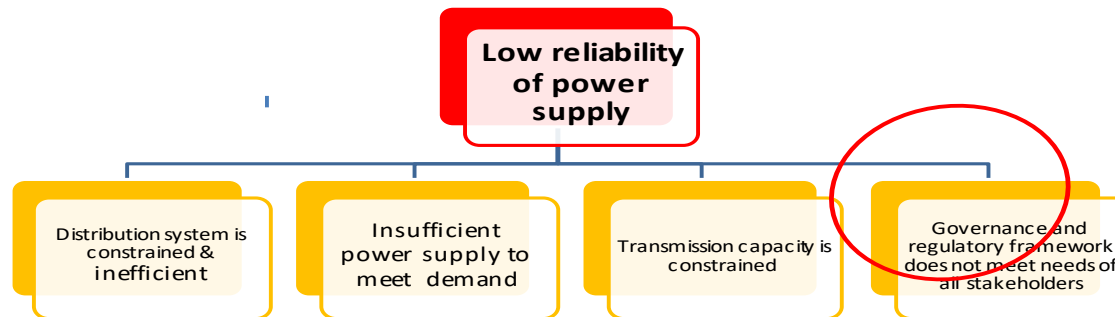 Low reliability
of power
supply
Distribution system is
constrained &
inefficient
Insufficient
power supply to
meet demand
Transmission capacity is
constrained
Governance and
regulatory framework
does not meet needs of
all stakeholders